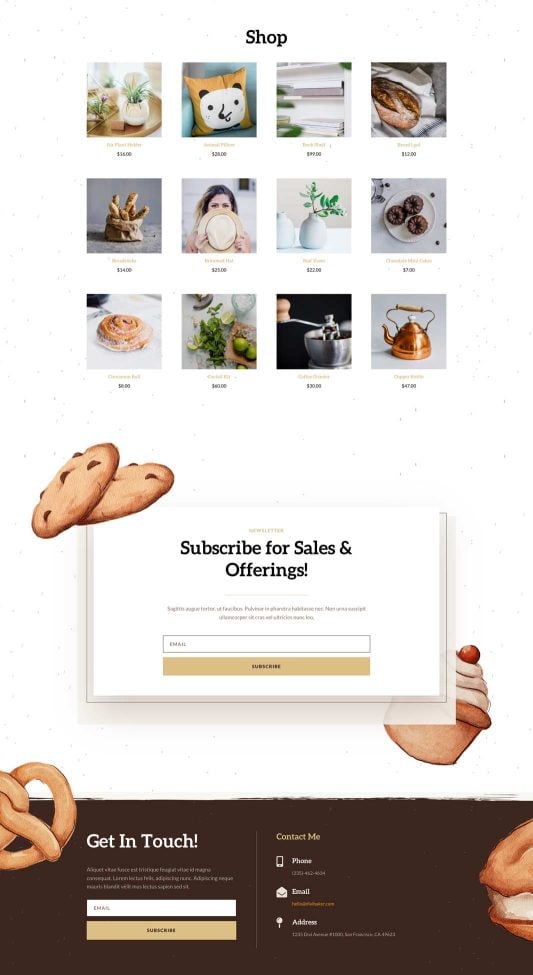 Shop
Air Plant Holder
$16.00
Animal Pillow
$28.00
Book Shelf
$99.00
Bread Loaf
$12.00
Breadsticks
$14.00
Brimmed Hat
$25.00
Bud Vases
$22.00
Chocolate Mini Cakes
$7.00
Cinnamon Roll
$8.00
Cocktail Kit
$60.00
Coffee Grinder
$30.00
Copper Kettle
$47.00
NEWSLETTER
Subscribe for Sales &
Offerings!
Sagittis augue tortor, ut faucibus. Pulvinar in pharetra habitasse nec. Non urna suscipit
ullamcorper sit cras vel ultricies nunc leo.
EMAIL
SUBSCRIBE
Get In Touch!
Aliquet vitae fusce est tristique feugiat vitae id magna
consequat. Lorem lectus felis, adipiscing nunc. Adipiscing neque
mauris blandit velit mus lectus sapien sed sit.
EMAIL
SUBSCRIBE
Contact Me
Phone
(235)-462-4634
Email
hello@divibaker.com
Address
1235 Divi Avenue #1000, San Francisco, CA 49623